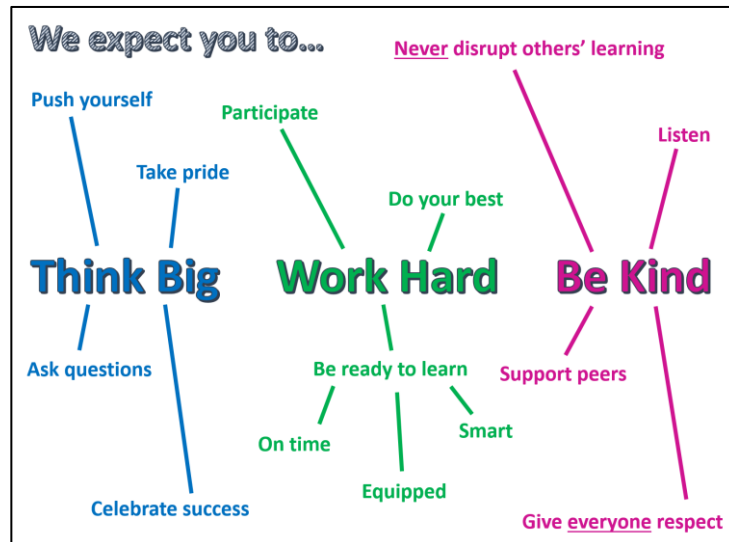 We expect you to...
Never disrupt others' learning
Push yourself
Participate
Listen
Take pride
Do your best
Think Big
Work Hard
Be Kind
Ask questions
Be ready to learn
Support peers
On time
Smart
Equipped
Celebrate success
Give everyone respect